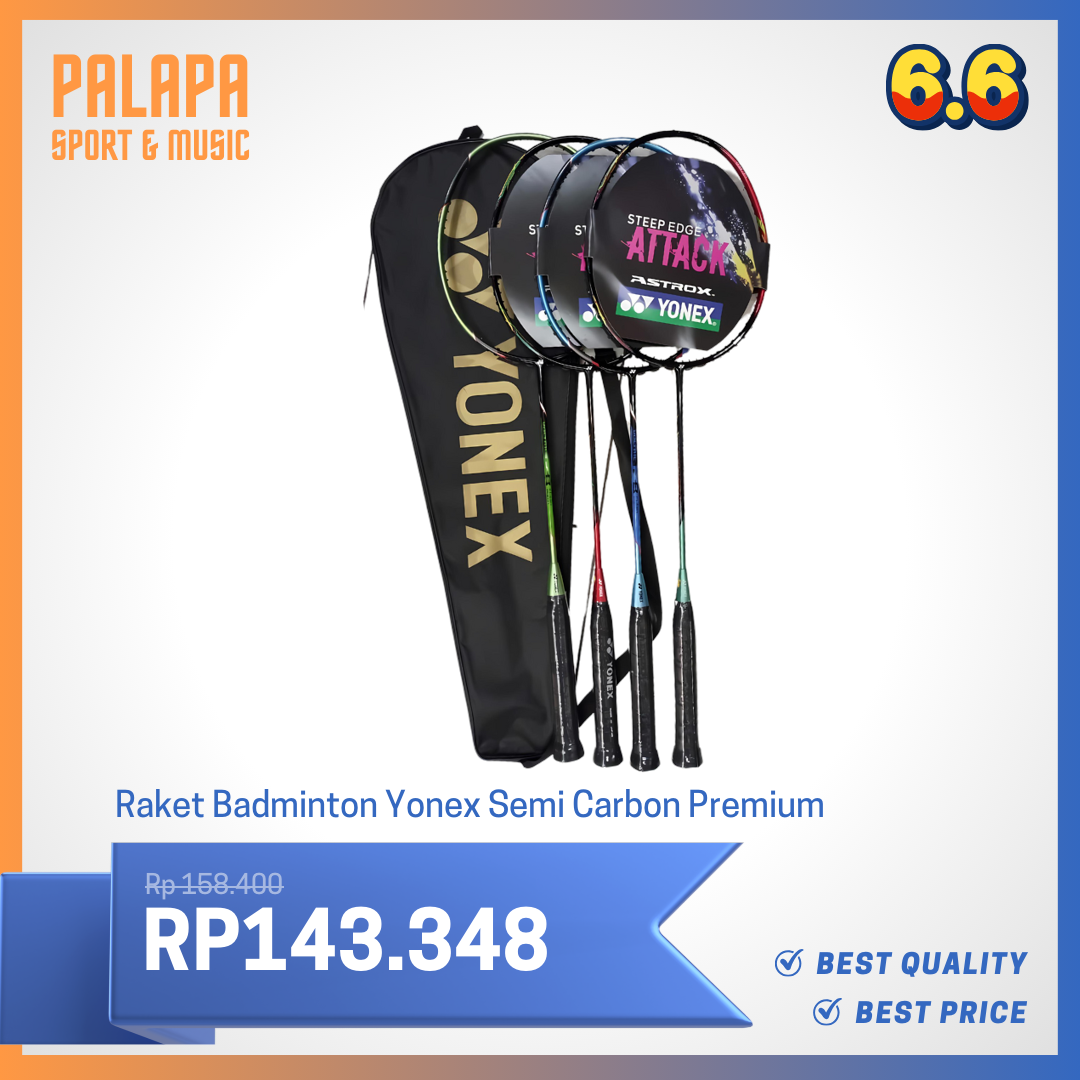 PALAPA
SPORT & MUSIC
6.6
YONEX
STEEP EDGE
ATTACK
ASTROX
YONEX
YONEX
Raket Badminton Yonex Semi Carbon Premium
Rp 158.400
RP143.348
BEST QUALITY
BEST PRICE